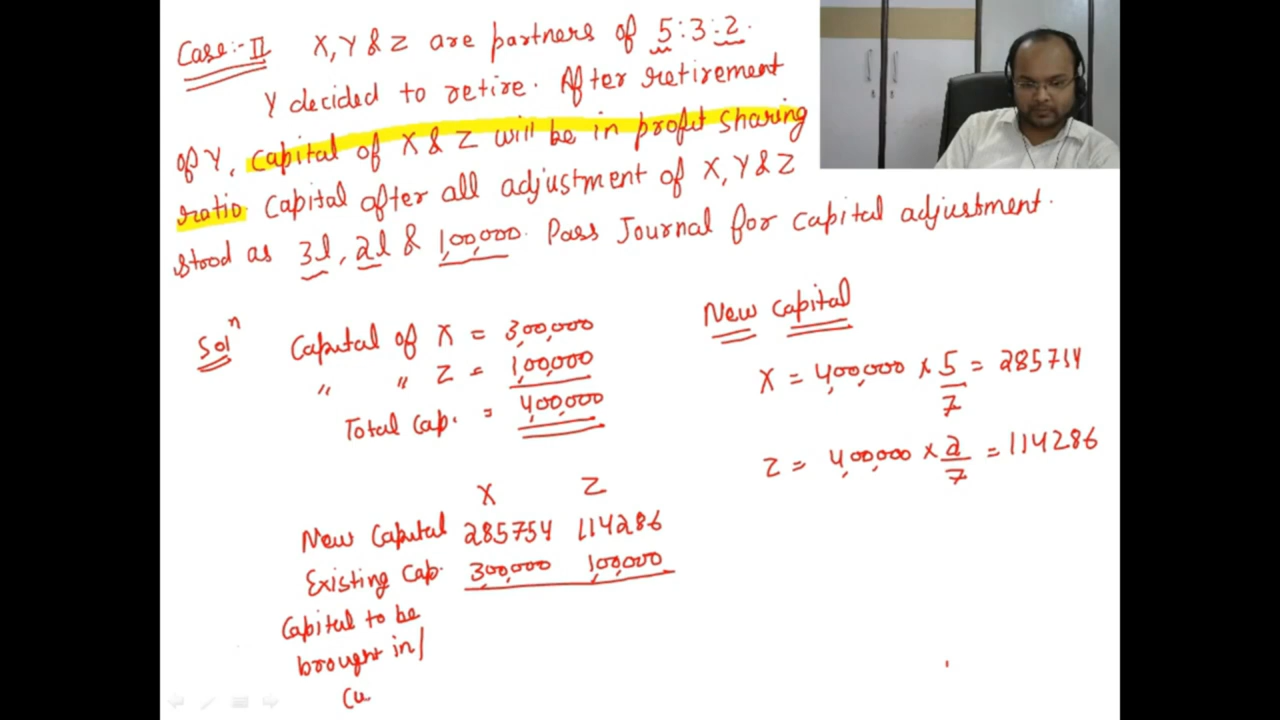 Case:- II X, Y & Z are partners of 5:3:2.
Y decided to retire. After retirement
of Y, capital of X & Z will be in profit sharing
ratio. Capital after all adjustment of X, Y & Z
stood as 3l, 2l & 1,00,000. Pass Journal for capital adjustment.
Solⁿ
Capital of X = 3,00,000
" " Z = 1,00,000
Total Cap. = 4,00,000
New Capital
X = 4,00,000 × 5/7 = 285714
Z = 4,00,000 × 2/7 = 114286
X Z
New Capital 285754 114286
Existing Cap. 3,00,000 1,00,000
Capital to be
brought in/
(u